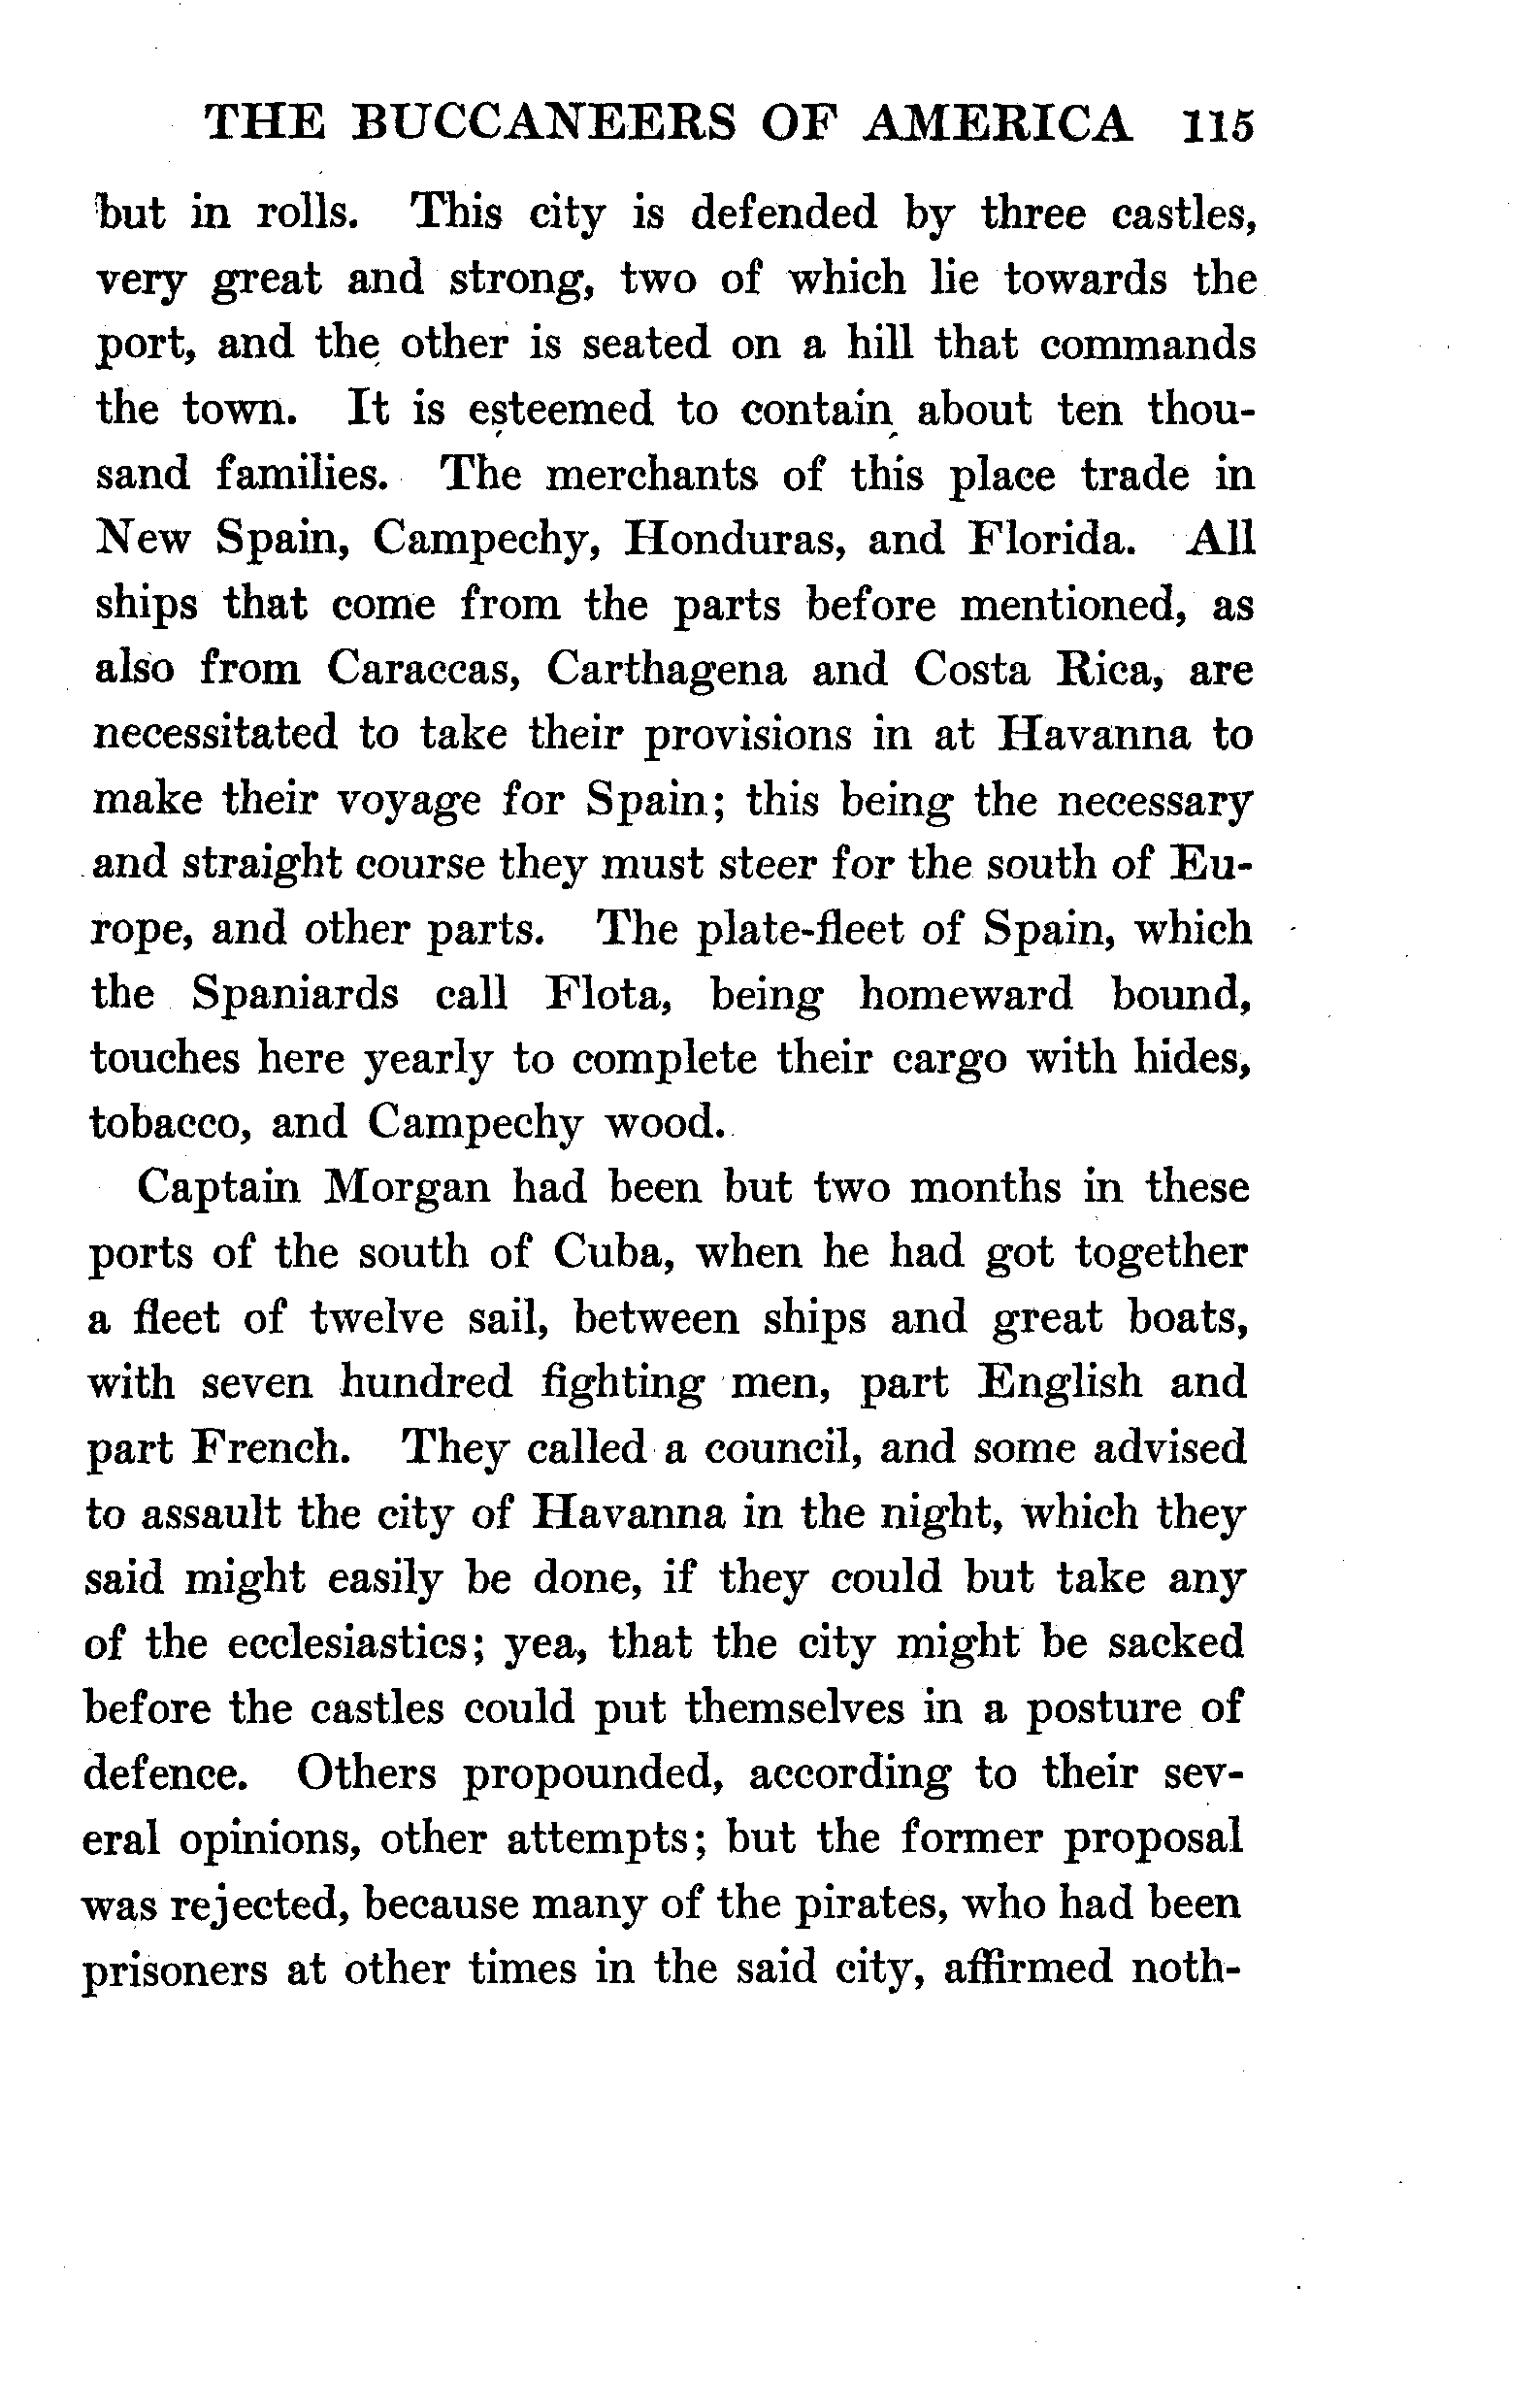 THE BUCCANEERS OF AMERICA 115
but in rolls. This city is defended by three castles,
very great and strong, two of which lie towards the
port, and the other is seated on a hill that commands
the town. It is esteemed to contain about ten thou-
sand families. The merchants of this place trade in
New Spain, Campechy, Honduras, and Florida. All
ships that come from the parts before mentioned, as
also from Caraccas, Carthagena and Costa Rica, are
necessitated to take their provisions in at Havanna to
make their voyage for Spain; this being the necessary
and straight course they must steer for the south of Eu-
rope, and other parts. The plate-fleet of Spain, which
the Spaniards call Flota, being homeward bound,
touches here yearly to complete their cargo with hides,
tobacco, and Campechy wood.
Captain Morgan had been but two months in these
ports of the south of Cuba, when he had got together
a fleet of twelve sail, between ships and great boats,
with seven hundred fighting men, part English and
part French. They called a council, and some advised
to assault the city of Havanna in the night, which they
said might easily be done, if they could but take any
of the ecclesiastics; yea, that the city might be sacked
before the castles could put themselves in a posture of
defence. Others propounded, according to their sev-
eral opinions, other attempts; but the former proposal
was rejected, because many of the pirates, who had been
prisoners at other times in the said city, affirmed noth-